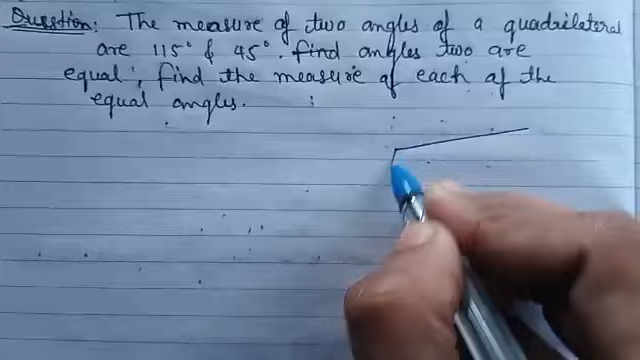 Question: The measure of two angles of a quadrilateral
are 115° & 45°. find angles two are
equal, find the measure of each of the
equal angles.